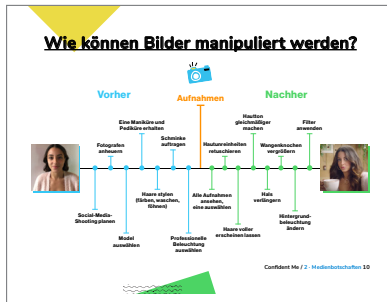 Wie können Bilder manipuliert werden?
Vorher
Aufnahmen
Nachher
Fotografen
anheuern
Eine Maniküre und
Pediküre erhalten
Schminke
auftragen
Hautunreinheiten
retuschieren
Hautton
gleichmäßiger
machen
Wangenknochen
vergrößern
Filter
anwenden
Social-Media-
Shooting planen
Model
auswählen
Haare stylen
(färben, waschen,
föhnen)
Professionelle
Beleuchtung
auswählen
Alle Aufnahmen
ansehen,
eine auswählen
Haare voller
erscheinen lassen
Hals
verlängern
Hintergrund-
beleuchtung
ändern
Confident Me / 2 - Medienbotschaften 10